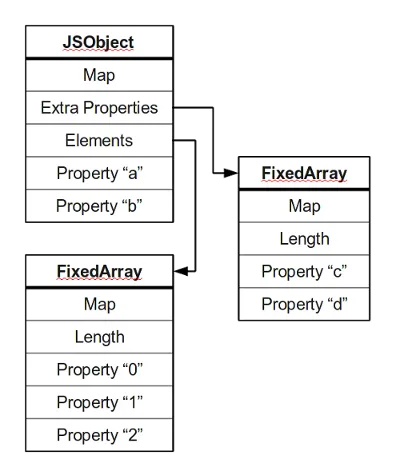 JSObject
Map
Extra Properties
Elements
Property “a”
Property “b”
FixedArray
Map
Length
Property “c”
Property “d”
FixedArray
Map
Length
Property “0”
Property “1”
Property “2”